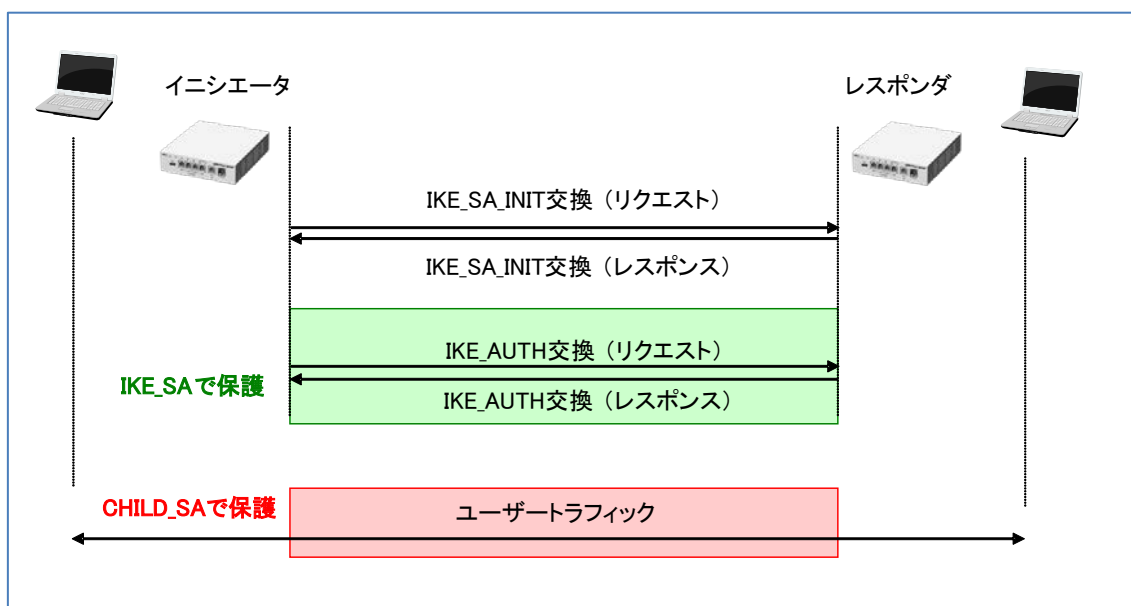 イニシエータ
レスポンダ
IKE_SA_INIT交換（リクエスト）
IKE_SA_INIT交換（レスポンス）
IKE_AUTH交換（リクエスト）
IKE_SAで保護
IKE_AUTH交換（レスポンス）
CHILD_SAで保護
ユーザートラフィック